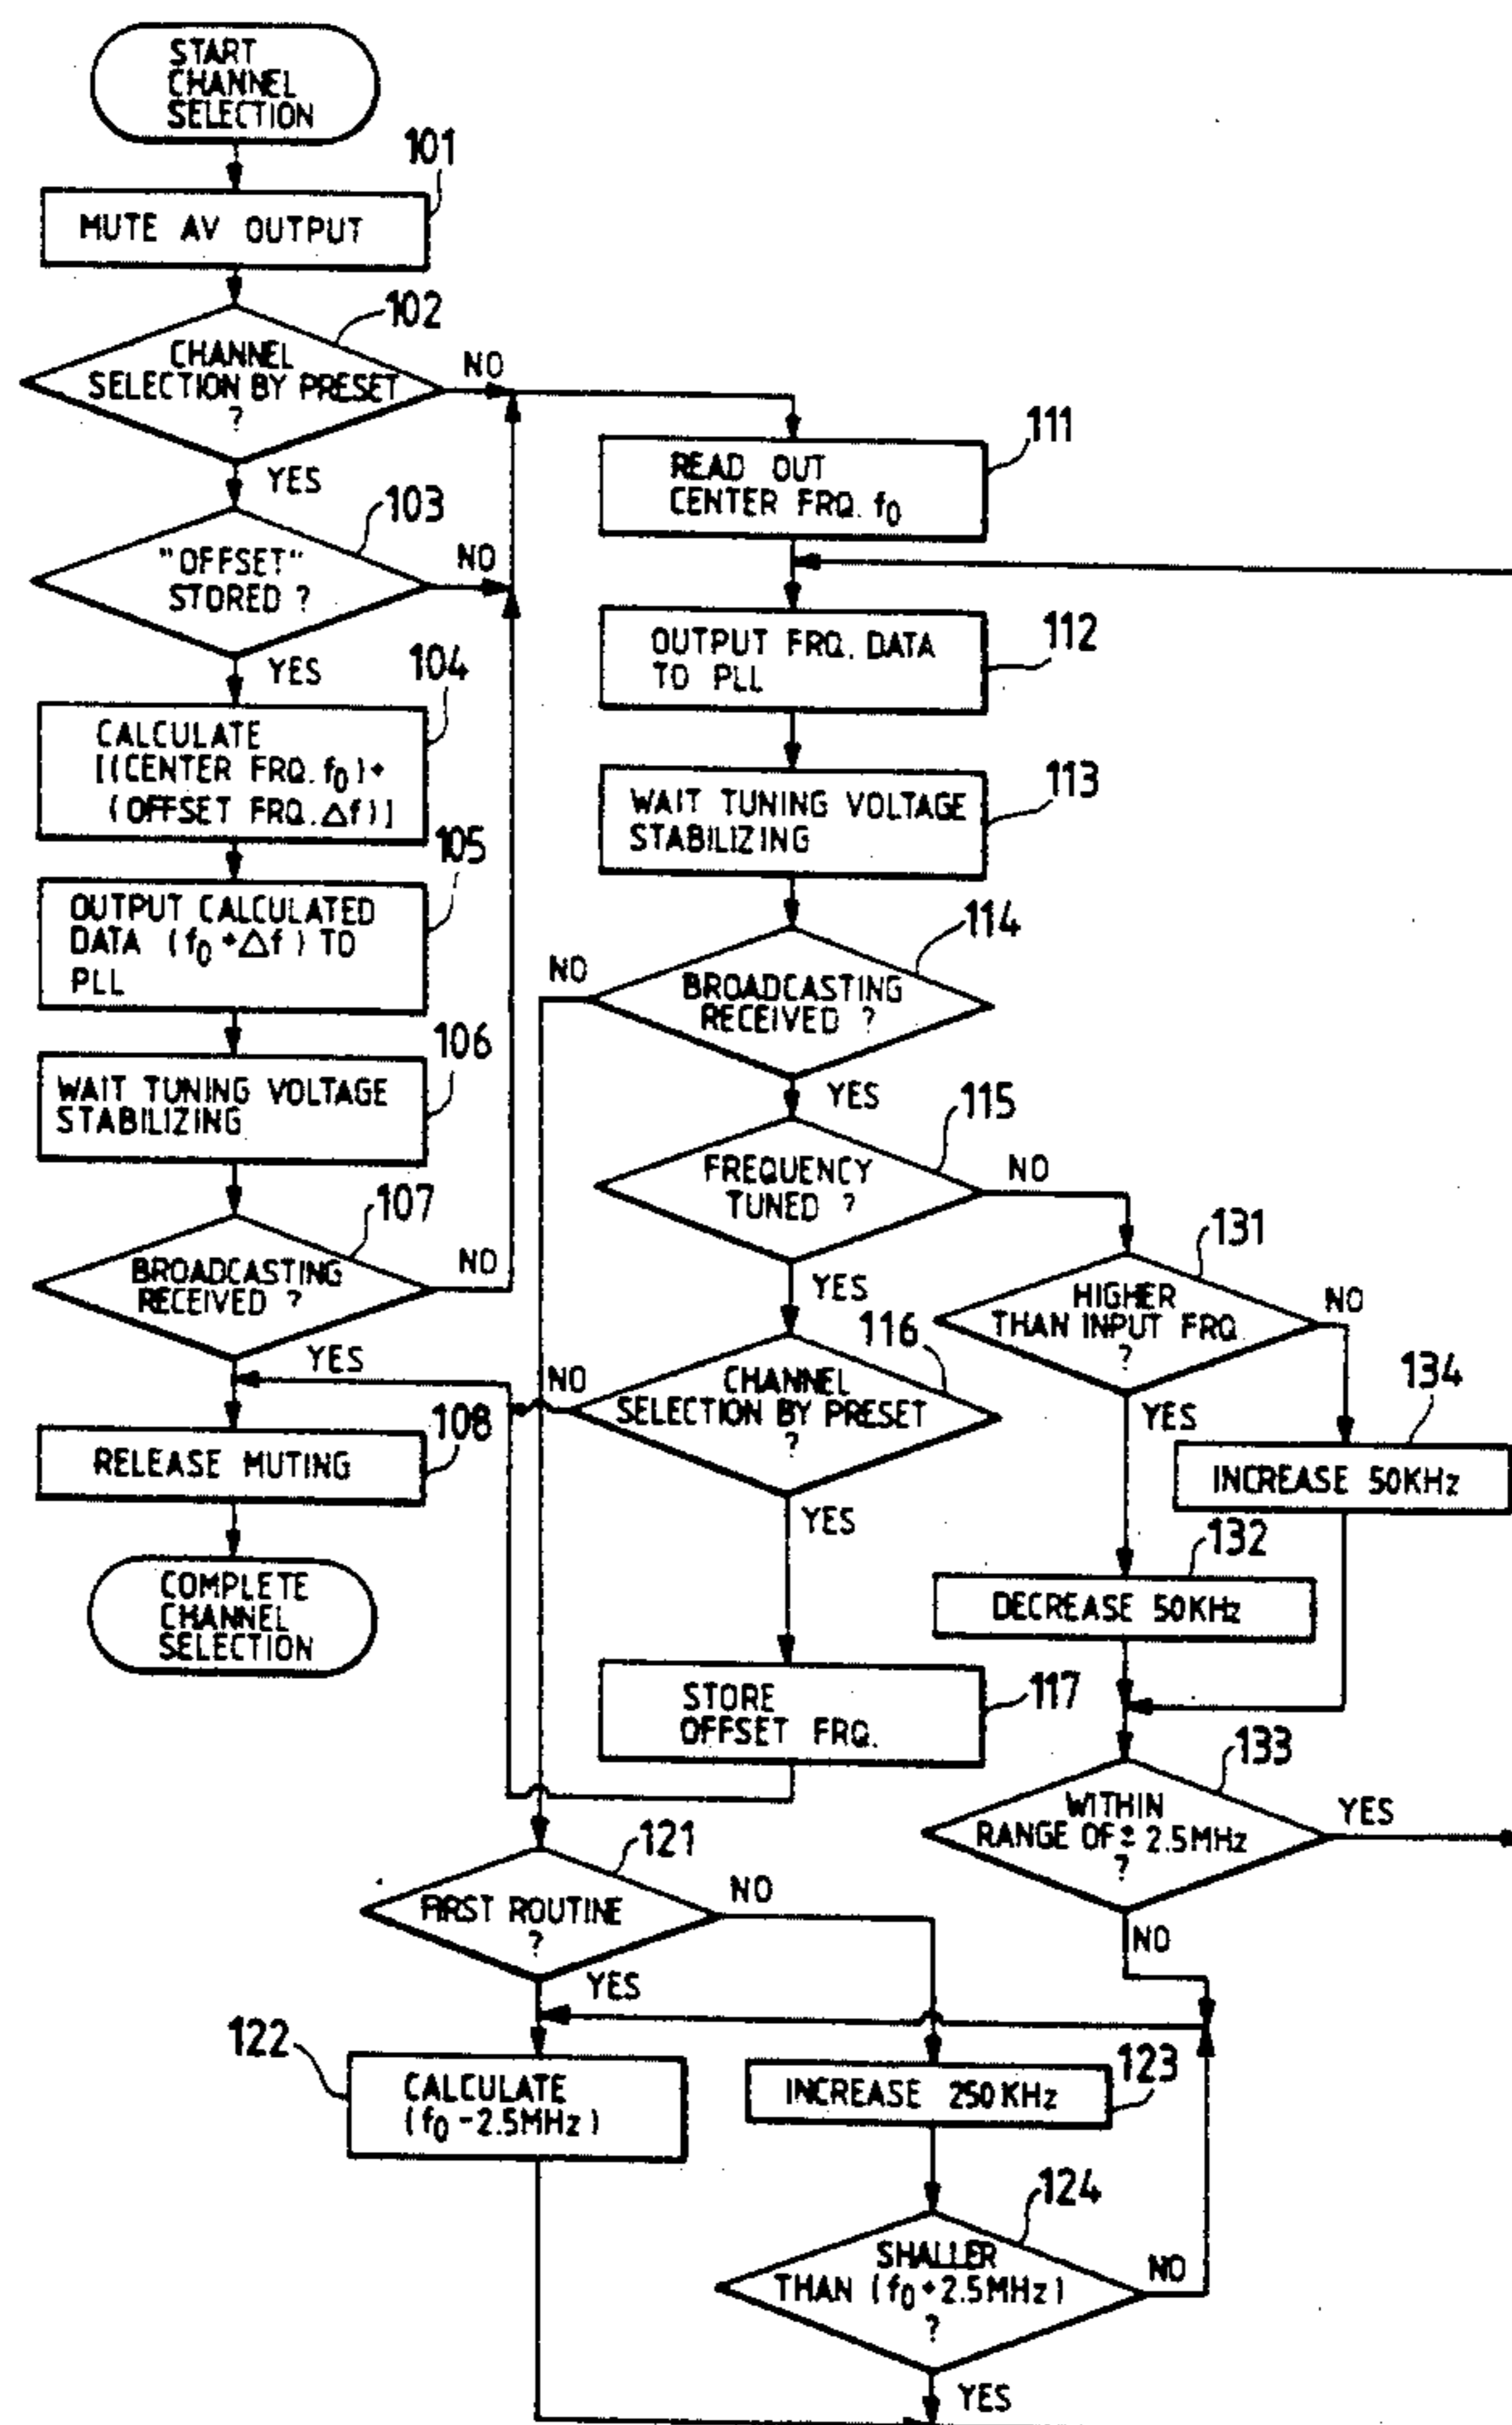 START
CHANNEL
SELECTION
101
MUTE AV OUTPUT
102
CHANNEL
SELECTION BY PRESET
?
NO
YES
103
"OFFSET"
STORED ?
NO
YES
104
CALCULATE
[(CENTER FRQ. f0)+
(OFFSET FRQ. Δf)]
105
OUTPUT CALCULATED
DATA (f0+Δf) TO
PLL
106
WAIT TUNING VOLTAGE
STABILIZING
107
BROADCASTING
RECEIVED ?
NO
YES
108
RELEASE MUTING
COMPLETE
CHANNEL
SELECTION
111
READ OUT
CENTER FRQ. f0
112
OUTPUT FRQ. DATA
TO PLL
113
WAIT TUNING VOLTAGE
STABILIZING
114
NO
BROADCASTING
RECEIVED ?
YES
115
FREQUENCY
TUNED ?
NO
YES
116
NO
CHANNEL
SELECTION BY PRESET
?
YES
117
STORE
OFFSET FRQ.
131
HIGHER
THAN INPUT FRQ
?
NO
YES
134
INCREASE 50KHz
132
DECREASE 50KHz
133
WITHIN
RANGE OF ± 2.5MHz
?
YES
NO
121
FIRST ROUTINE
?
NO
YES
122
CALCULATE
(f0-2.5MHz)
123
INCREASE 250KHz
124
SHALLER
THAN (f0+2.5MHz)
?
NO
YES